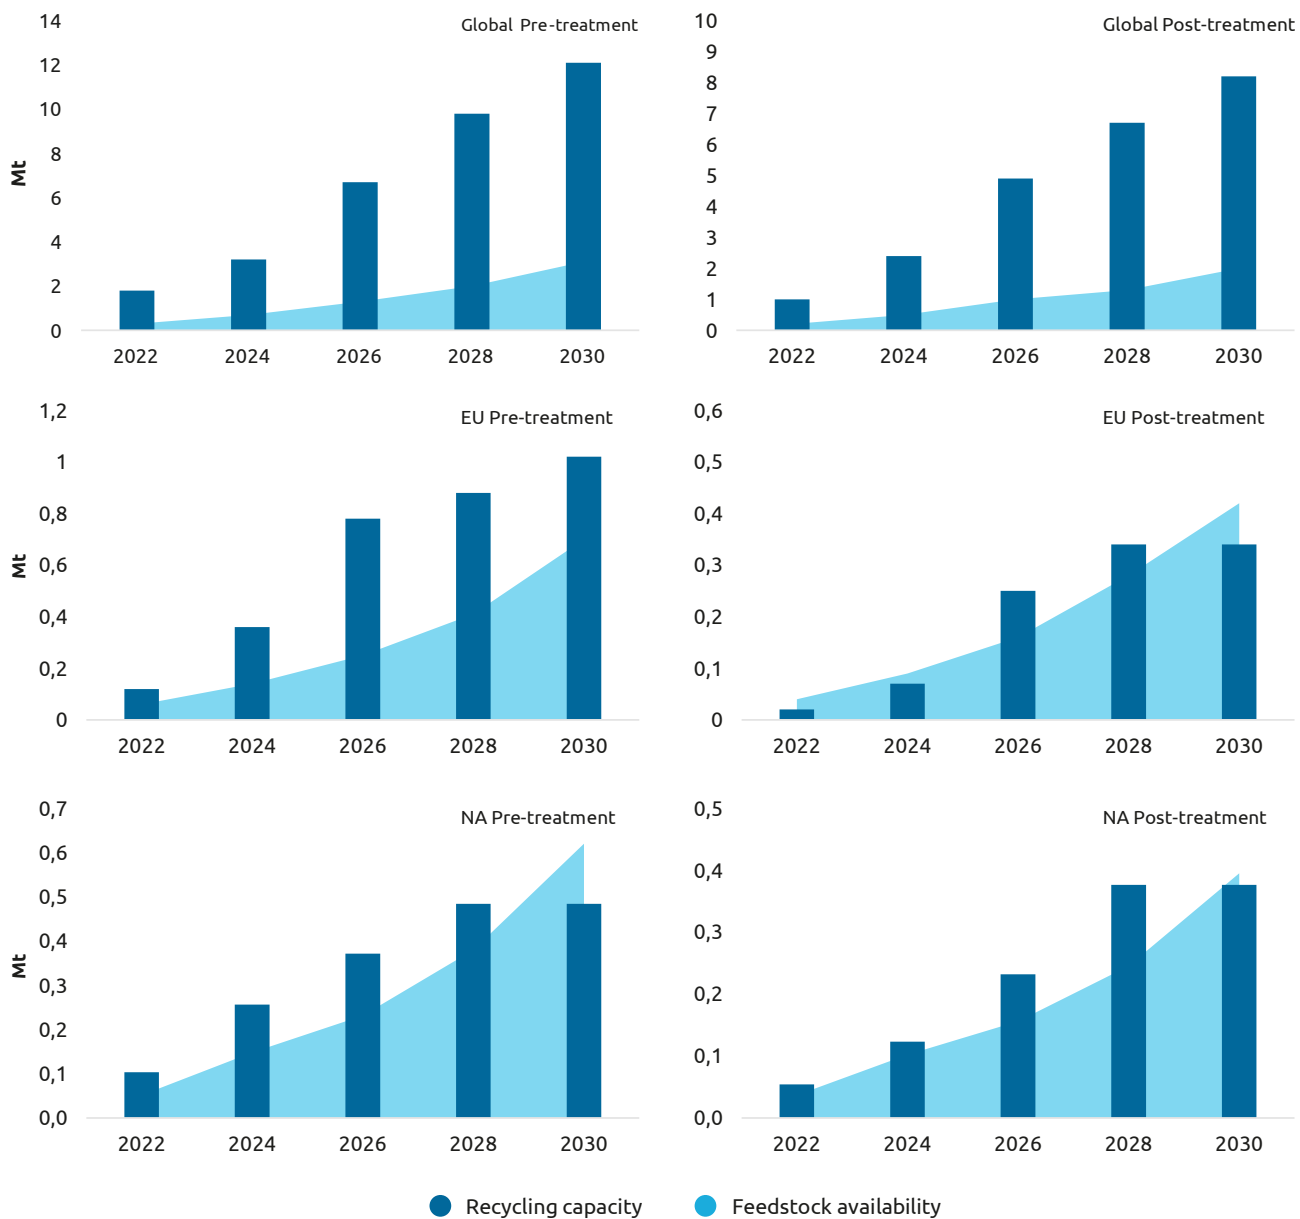 Global Pre-treatment
14
12
10
8
6
4
2
0
Mt
2022 2024 2026 2028 2030
Global Post-treatment
10
9
8
7
6
5
4
3
2
1
0
2022 2024 2026 2028 2030
EU Pre-treatment
1,2
1
0,8
0,6
0,4
0,2
0
Mt
2022 2024 2026 2028 2030
EU Post-treatment
0,6
0,5
0,4
0,3
0,2
0,1
0
2022 2024 2026 2028 2030
NA Pre-treatment
0,7
0,6
0,5
0,4
0,3
0,2
0,1
0,0
Mt
2022 2024 2026 2028 2030
NA Post-treatment
0,5
0,4
0,3
0,2
0,1
0,0
2022 2024 2026 2028 2030
Recycling capacity
Feedstock availability